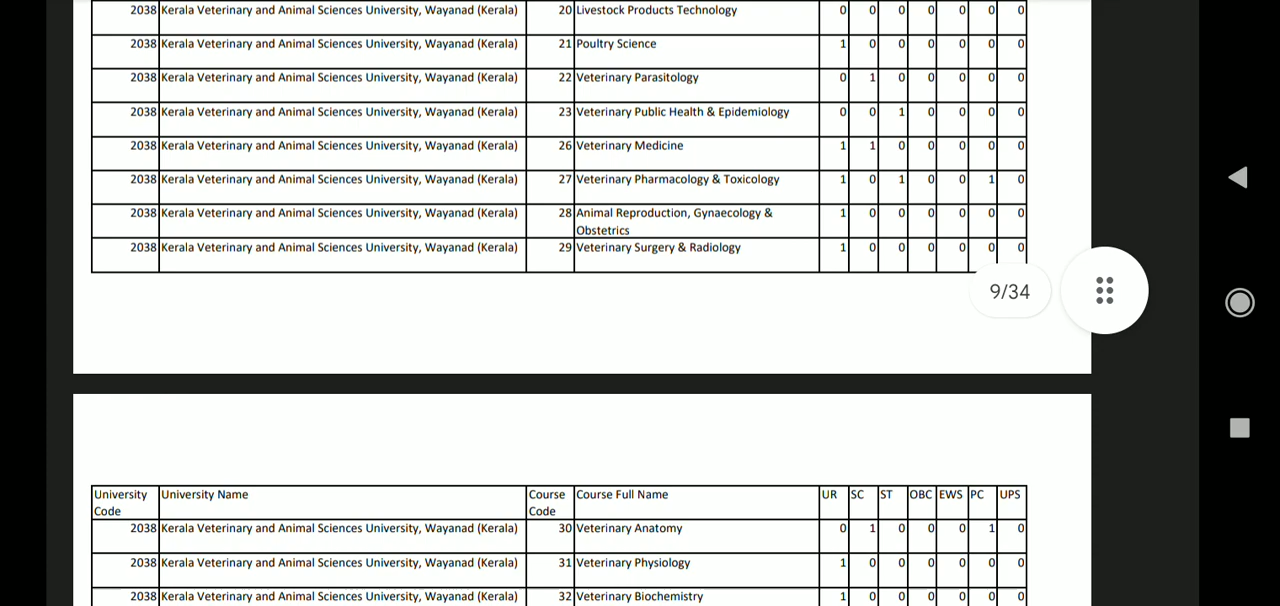 2038 Kerala Veterinary and Animal Sciences University, Wayanad (Kerala) 20 Livestock Products Technology 0 0 0 0 0 0 0
2038 Kerala Veterinary and Animal Sciences University, Wayanad (Kerala) 21 Poultry Science 1 0 0 0 0 0 0
2038 Kerala Veterinary and Animal Sciences University, Wayanad (Kerala) 22 Veterinary Parasitology 0 1 0 0 0 0 0
2038 Kerala Veterinary and Animal Sciences University, Wayanad (Kerala) 23 Veterinary Public Health & Epidemiology 0 0 1 0 0 0 0
2038 Kerala Veterinary and Animal Sciences University, Wayanad (Kerala) 26 Veterinary Medicine 1 1 0 0 0 0 0
2038 Kerala Veterinary and Animal Sciences University, Wayanad (Kerala) 27 Veterinary Pharmacology & Toxicology 1 0 1 0 0 1 0
2038 Kerala Veterinary and Animal Sciences University, Wayanad (Kerala) 28 Animal Reproduction, Gynaecology & 1 0 0 0 0 0 0
Obstetrics
2038 Kerala Veterinary and Animal Sciences University, Wayanad (Kerala) 29 Veterinary Surgery & Radiology 1 0 0 0 0 0 0
9/34
University University Name Course Course Full Name UR SC ST OBC EWS PC UPS
Code Code
2038 Kerala Veterinary and Animal Sciences University, Wayanad (Kerala) 30 Veterinary Anatomy 0 1 0 0 0 1 0
2038 Kerala Veterinary and Animal Sciences University, Wayanad (Kerala) 31 Veterinary Physiology 1 0 0 0 0 0 0
2038 Kerala Veterinary and Animal Sciences University, Wayanad (Kerala) 32 Veterinary Biochemistry 1 0 0 0 0 0 0